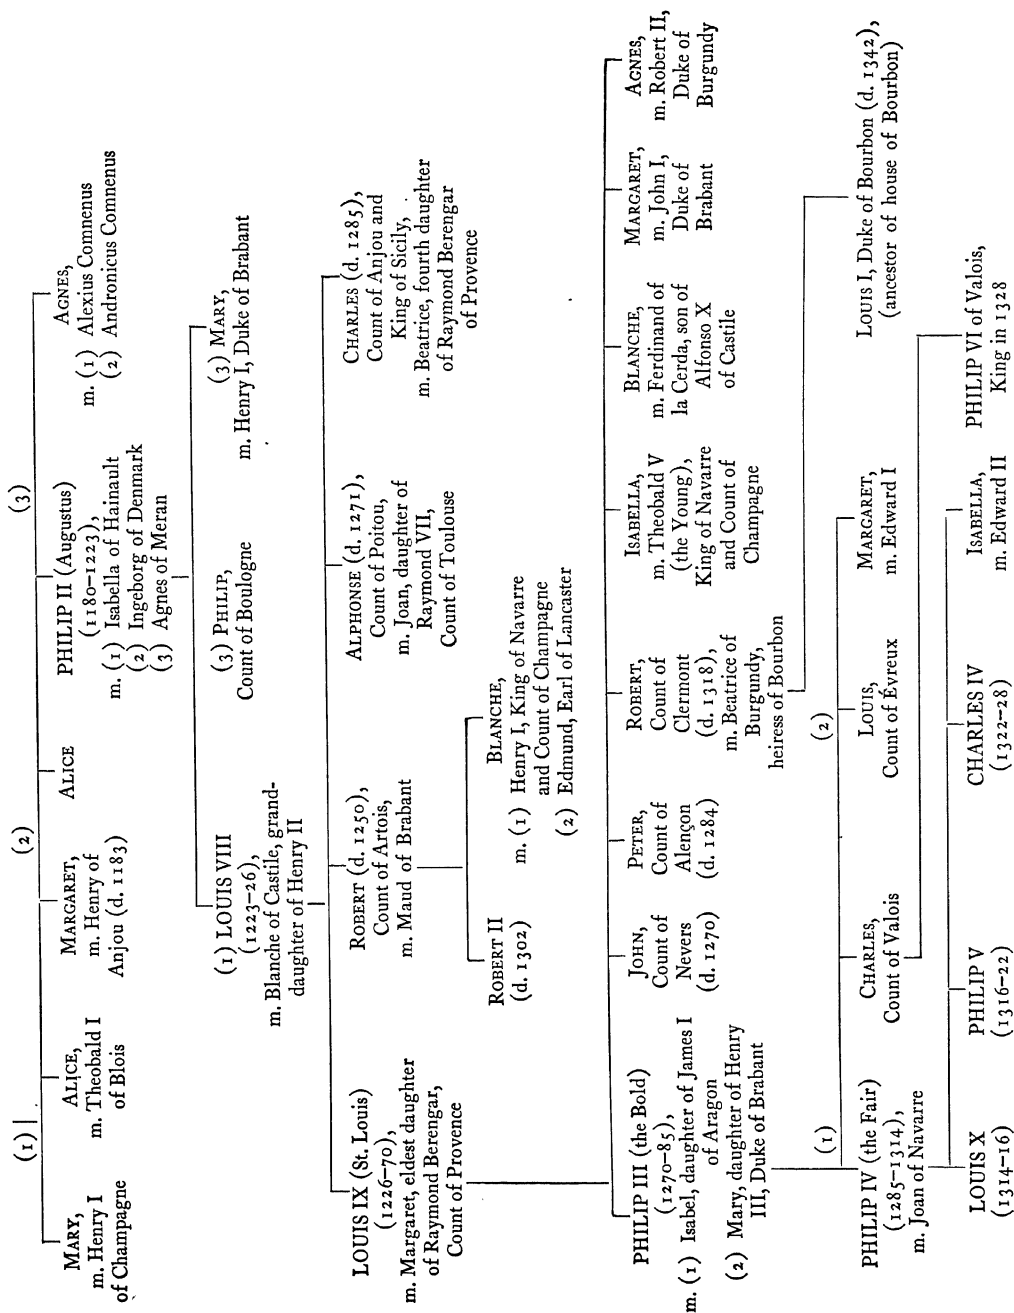 (1)
(2)
(3)
MARY,
m. Henry I
of Champagne
ALICE,
m. Theobald I
of Blois
MARGARET,
m. Henry of
Anjou (d. 1183)
ALICE
PHILIP II (Augustus)
(1180–1223),
m. (1) Isabella of Hainault
(2) Ingeborg of Denmark
(3) Agnes of Meran
AGNES,
m. (1) Alexius Comnenus
(2) Andronicus Comnenus
(1) LOUIS VIII
(1223–26),
m. Blanche of Castile, grand-
daughter of Henry II
(3) PHILIP,
Count of Boulogne
(3) MARY,
m. Henry I, Duke of Brabant
LOUIS IX (St. Louis)
(1226–70),
m. Margaret, eldest daughter
of Raymond Berengar,
Count of Provence
ROBERT (d. 1250),
Count of Artois,
m. Maud of Brabant
ALPHONSE (d. 1271),
Count of Poitou,
m. Joan, daughter of
Raymond VII,
Count of Toulouse
CHARLES (d. 1285),
Count of Anjou and
King of Sicily,
m. Beatrice, fourth daughter
of Raymond Berengar
of Provence
ROBERT II
(d. 1302)
BLANCHE,
m. (1) Henry I, King of Navarre
and Count of Champagne
(2) Edmund, Earl of Lancaster
PHILIP III (the Bold)
(1270–85),
m. (1) Isabel, daughter of James I
of Aragon
(2) Mary, daughter of Henry
III, Duke of Brabant
JOHN,
Count of
Nevers
(d. 1270)
PETER,
Count of
Alençon
(d. 1284)
ROBERT,
Count of
Clermont
(d. 1318),
m. Beatrice of
Burgundy,
heiress of Bourbon
ISABELLA,
m. Theobald V
(the Young),
King of Navarre
and Count of
Champagne
BLANCHE,
m. Ferdinand of
la Cerda, son of
Alfonso X
of Castile
MARGARET,
m. John I,
Duke of
Brabant
AGNES,
m. Robert II,
Duke of
Burgundy
(1)
(2)
PHILIP IV (the Fair)
(1285–1314),
m. Joan of Navarre
CHARLES,
Count of Valois
LOUIS,
Count of Évreux
MARGARET,
m. Edward I
LOUIS I, Duke of Bourbon (d. 1342),
(ancestor of house of Bourbon)
LOUIS X
(1314–16)
PHILIP V
(1316–22)
CHARLES IV
(1322–28)
ISABELLA,
m. Edward II
PHILIP VI of Valois,
King in 1328